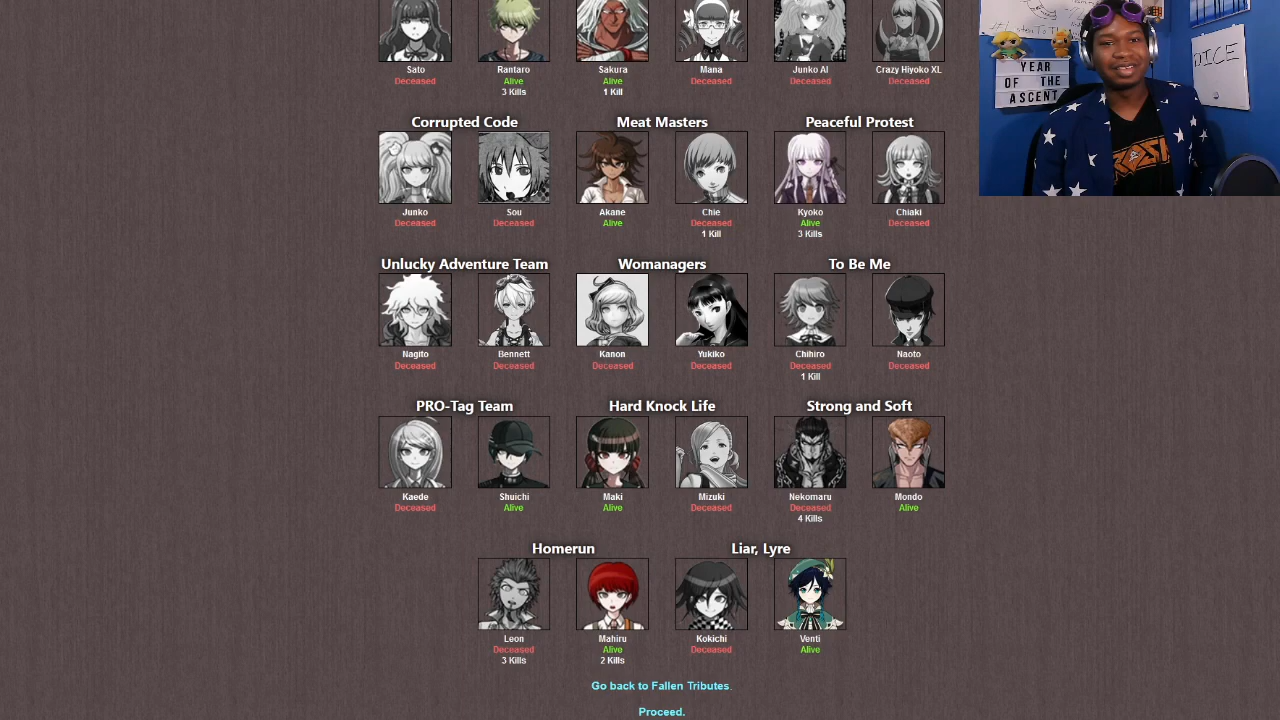 Sato Rantaro Sakura Mana Junko AI Crazy Hiyoko XL
Deceased Alive Alive Deceased Deceased Deceased
3 Kills 1 Kill
YEAR
OF THE
ASCENT
DICE
Corrupted Code Meat Masters Peaceful Protest
Junko Sou Akane Chie Kyoko Chiaki
Deceased Deceased Alive Deceased Alive Deceased
1 Kill 3 Kills
Unlucky Adventure Team Womanagers To Be Me
Nagito Bennett Kanon Yukiko Chihiro Naoto
Deceased Deceased Deceased Deceased Deceased Deceased
1 Kill
PRO-Tag Team Hard Knock Life Strong and Soft
Kaede Shuichi Maki Mizuki Nekomaru Mondo
Deceased Alive Alive Deceased Deceased Alive
4 Kills
Homerun Liar, Lyre
Leon Mahiru Kokichi Venti
Deceased Alive Deceased Alive
3 Kills 2 Kills
Go back to Fallen Tributes.
Proceed.